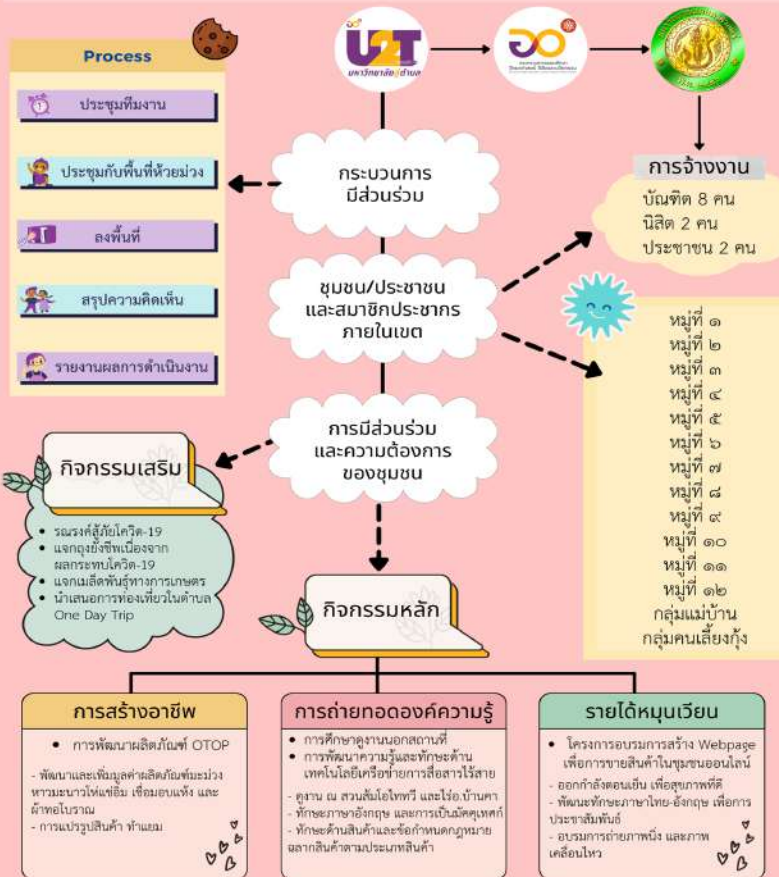 U2T
มหาวิทยาลัยสู่ตำบล
อว
Process
ประชุมทีมงาน
ประชุมกับพื้นที่ห้วยม่วง
ลงพื้นที่
สรุปความคิดเห็น
รายงานผลการดำเนินงาน
กระบวนการ
มีส่วนร่วม
การจ้างงาน
บัณฑิต 8 คน
นิสิต 2 คน
ประชาชน 2 คน
ชุมชน/ประชาชน
และสมาชิกประชากร
ภายในเขต
หมู่ที่ ๑
หมู่ที่ ๒
หมู่ที่ ๓
หมู่ที่ ๔
หมู่ที่ ๕
หมู่ที่ ๖
หมู่ที่ ๗
หมู่ที่ ๘
หมู่ที่ ๙
หมู่ที่ ๑๐
หมู่ที่ ๑๑
หมู่ที่ ๑๒
กลุ่มแม่บ้าน
กลุ่มคนเลี้ยงกุ้ง
การมีส่วนร่วม
และความต้องการ
ของชุมชน
กิจกรรมเสริม
• รณรงค์สู้ภัยโควิด-19
• แจกถุงยังชีพเนื่องจาก
ผลกระทบโควิด-19
• แจกเมล็ดพันธุ์ทางการเกษตร
• นำเสนอการท่องเที่ยวในตำบล
One Day Trip
กิจกรรมหลัก
การสร้างอาชีพ
• การพัฒนาผลิตภัณฑ์ OTOP
- พัฒนาและเพิ่มมูลค่าผลิตภัณฑ์มะม่วง
หาวมะนาวโห่แช่อิ่ม เชื่อมอบแห้ง และ
ผ้าทอโบราณ
- การแปรรูปสินค้า ทำแยม
การถ่ายทอดองค์ความรู้
• การศึกษาดูงานนอกสถานที่
• การพัฒนาความรู้และทักษะด้าน
เทคโนโลยีเครือข่ายการสื่อสารไร้สาย
- ดูงาน ณ สวนส้มโอไททวี และไร่อ.บ้านคา
- ทักษะภาษาอังกฤษ และการเป็นมัคคุเทศก์
- ทักษะด้านสินค้าและข้อกำหนดกฎหมาย
ฉลากสินค้าตามประเภทสินค้า
รายได้หมุนเวียน
• โครงการอบรมการสร้าง Webpage
เพื่อการขายสินค้าในชุมชนออนไลน์
- ออกกำลังตอนเย็น เพื่อสุขภาพที่ดี
- พัฒนะทักษะภาษาไทย-อังกฤษ เพื่อการ
ประชาสัมพันธ์
- อบรมการถ่ายภาพนิ่ง และภาพ
เคลื่อนไหว